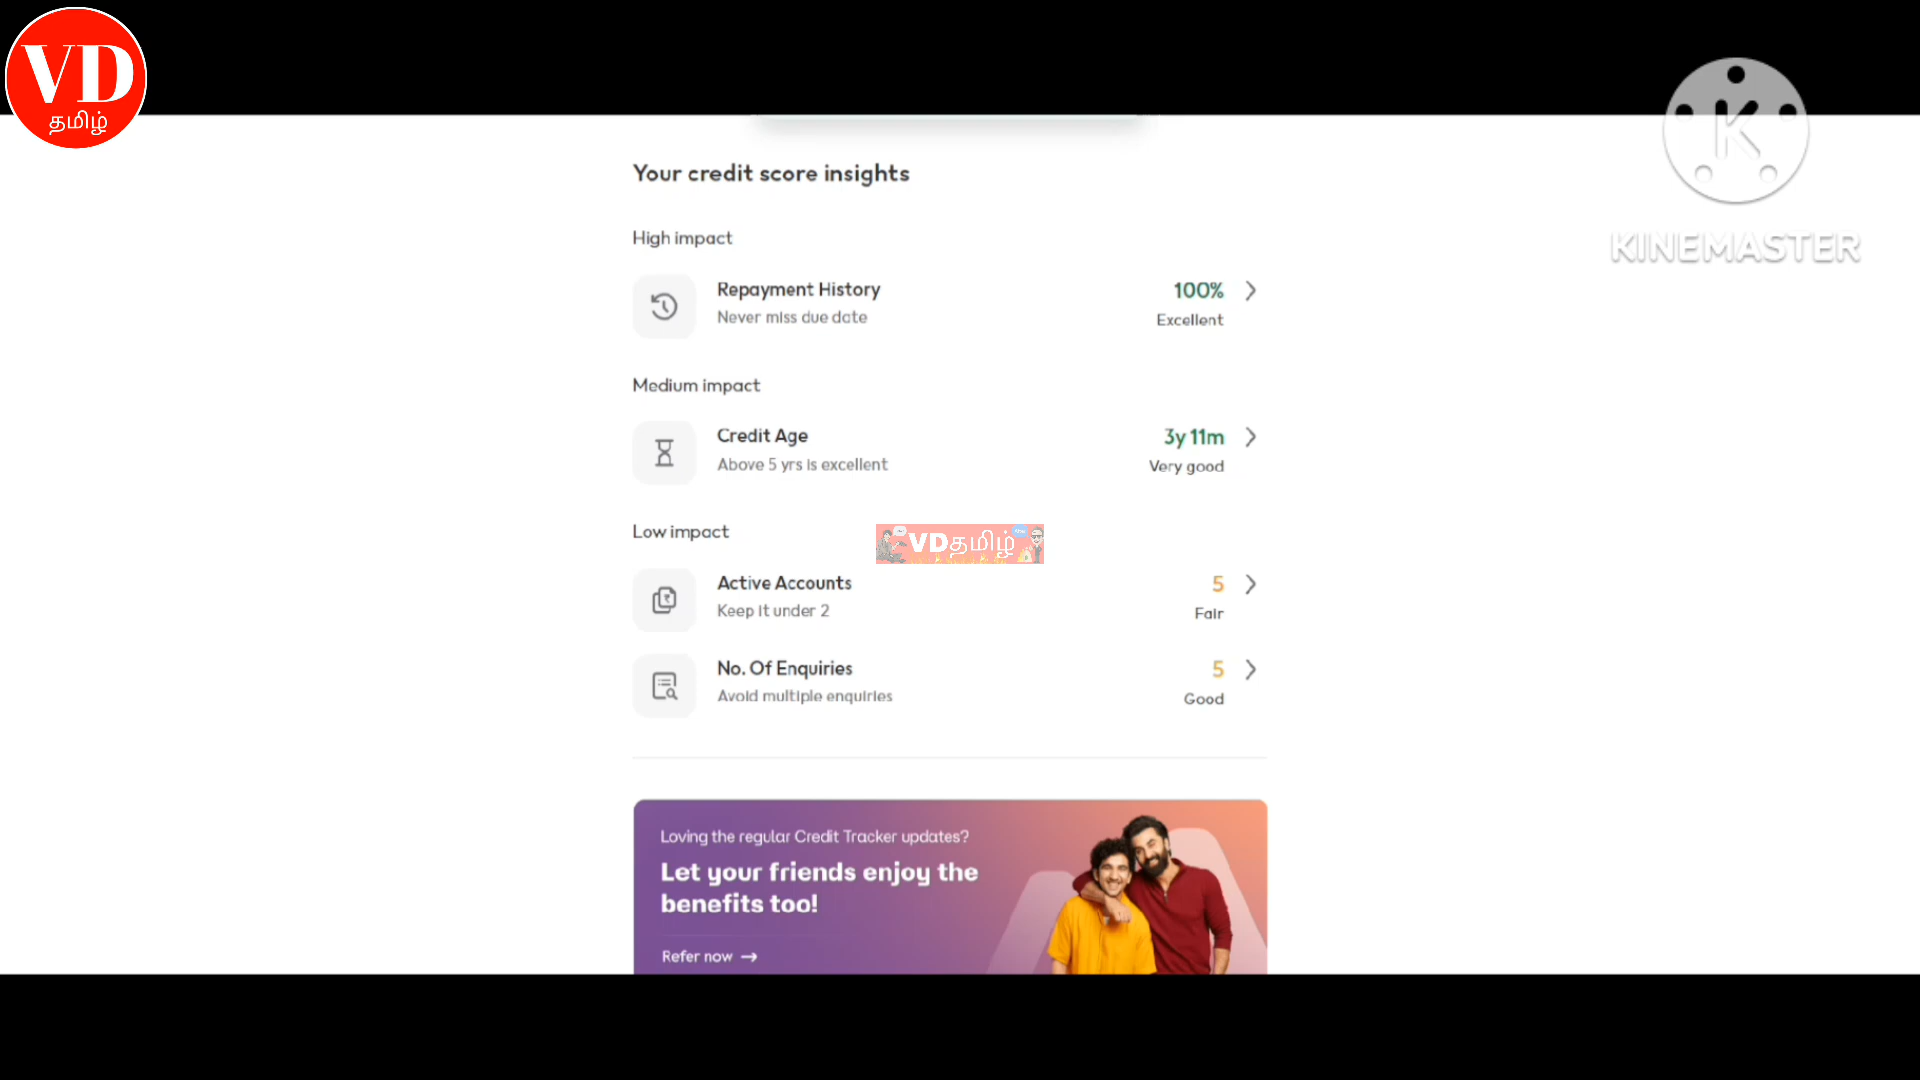 VD
தமிழ்
KINEMASTER
Your credit score insights
High impact
Repayment History
100%
Never miss due date
Excellent
Medium impact
Credit Age
3y 11m
Above 5 yrs is excellent
Very good
Low impact
VDதமிழ்
Active Accounts
5
Keep it under 2
Fair
No. Of Enquiries
5
Avoid multiple enquiries
Good
Loving the regular Credit Tracker updates?
Let your friends enjoy the
benefits too!
Refer now →